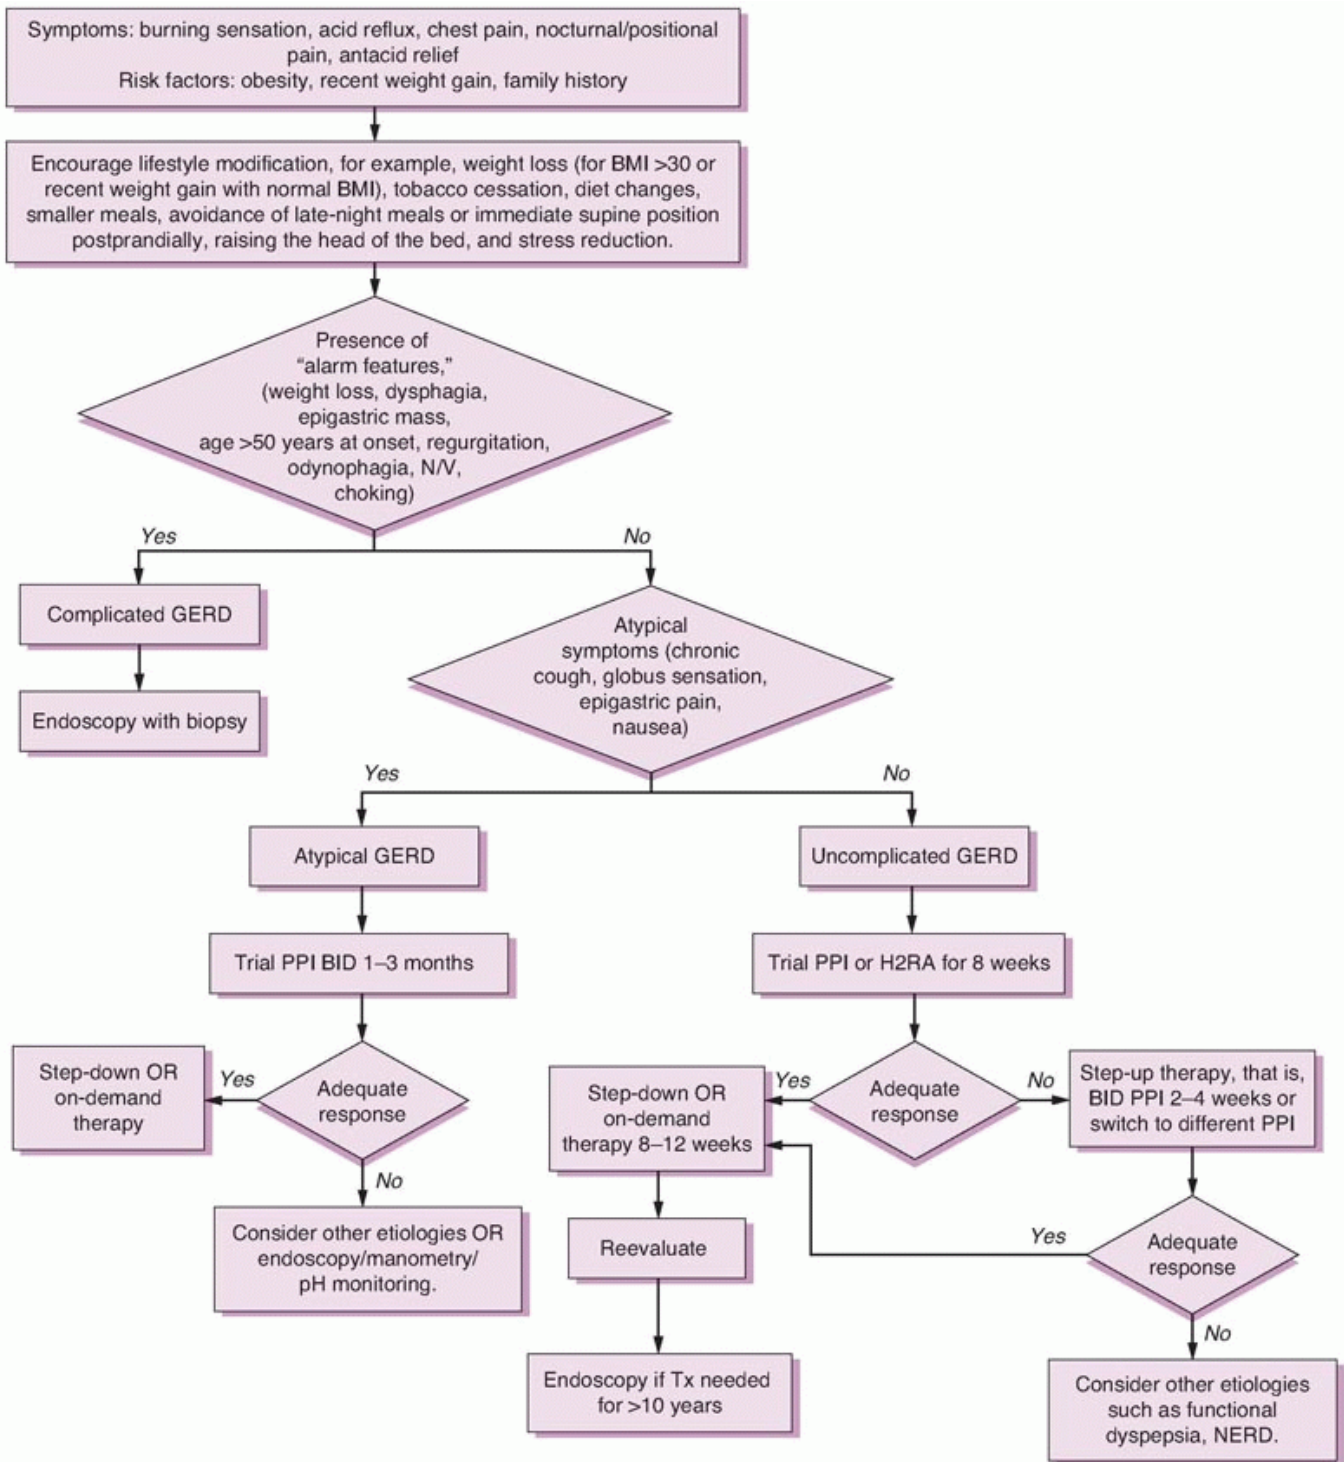 Symptoms: burning sensation, acid reflux, chest pain, nocturnal/positional
pain, antacid relief
Risk factors: obesity, recent weight gain, family history
Encourage lifestyle modification, for example, weight loss (for BMI >30 or
recent weight gain with normal BMI), tobacco cessation, diet changes,
smaller meals, avoidance of late-night meals or immediate supine position
postprandially, raising the head of the bed, and stress reduction.
Presence of
“alarm features,”
(weight loss, dysphagia,
epigastric mass,
age >50 years at onset, regurgitation,
odynophagia, N/V,
choking)
Yes
No
Complicated GERD
Endoscopy with biopsy
Atypical
symptoms (chronic
cough, globus sensation,
epigastric pain,
nausea)
Yes
No
Atypical GERD
Trial PPI BID 1–3 months
Adequate
response
Yes
Step-down OR
on-demand
therapy
No
Consider other etiologies OR
endoscopy/manometry/
pH monitoring.
Uncomplicated GERD
Trial PPI or H2RA for 8 weeks
Adequate
response
Yes
Step-down OR
on-demand
therapy 8–12 weeks
Reevaluate
Endoscopy if Tx needed
for >10 years
No
Step-up therapy, that is,
BID PPI 2–4 weeks or
switch to different PPI
Adequate
response
Yes
No
Consider other etiologies
such as functional
dyspepsia, NERD.